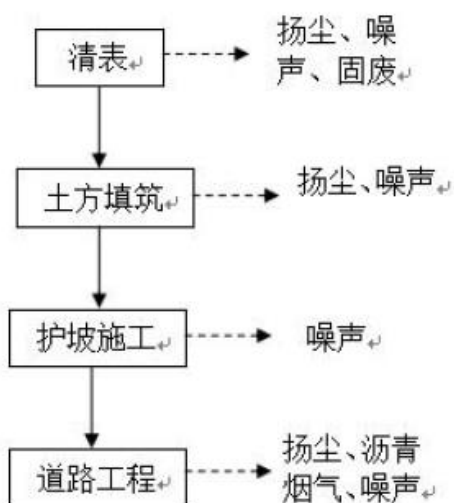 扬尘、噪
清表
声、固废
土方填筑
扬尘、噪声
护坡施工
噪声
扬尘、沥青
道路工程
烟气、噪声